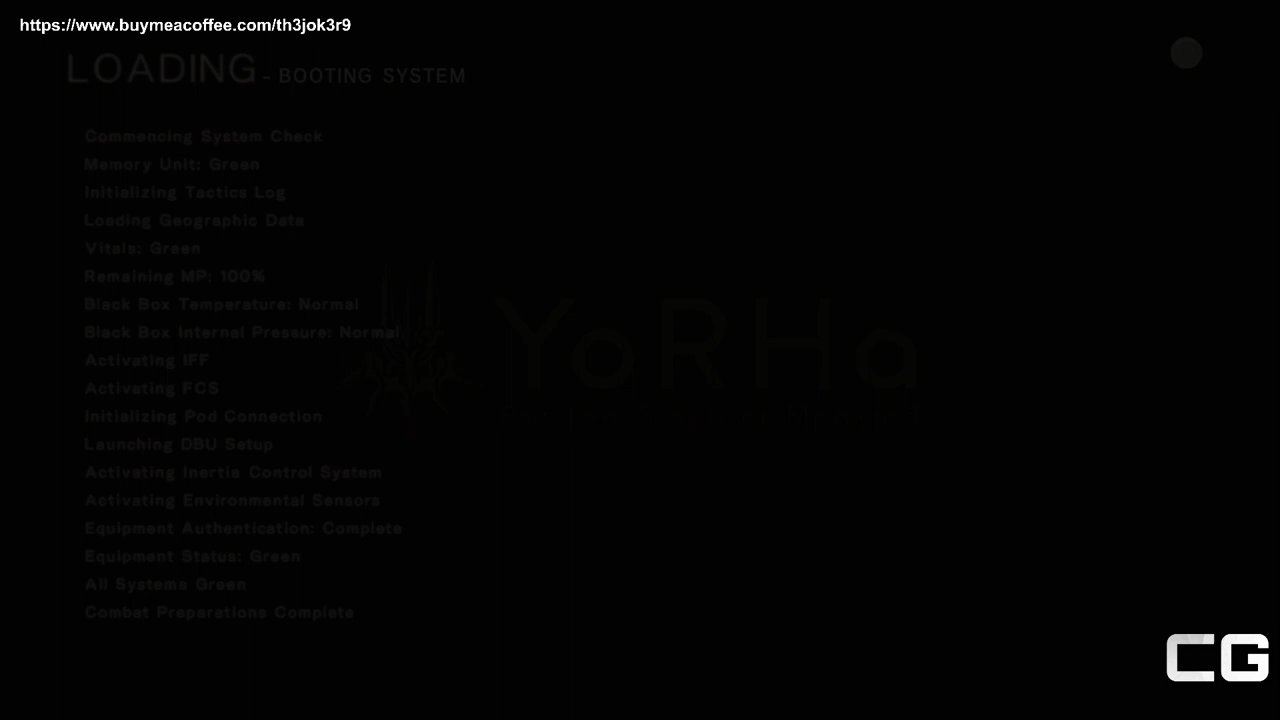 https://www.buymeacoffee.com/th3jok3r9
LOADING - BOOTING SYSTEM
Commencing System Check
Memory Unit: Green
Initializing Tactics Log
Loading Geographic Data
Vitals: Green
Remaining MP: 100%
Black Box Temperature: Normal
Black Box Internal Pressure: Normal
Activating IFF
Activating FCS
Initializing Pod Connection
Launching DBU Setup
Activating Inertia Control System
Activating Environmental Sensors
Equipment Authentication: Complete
Equipment Status: Green
All Systems Green
Combat Preparations Complete
YoRHa
CG